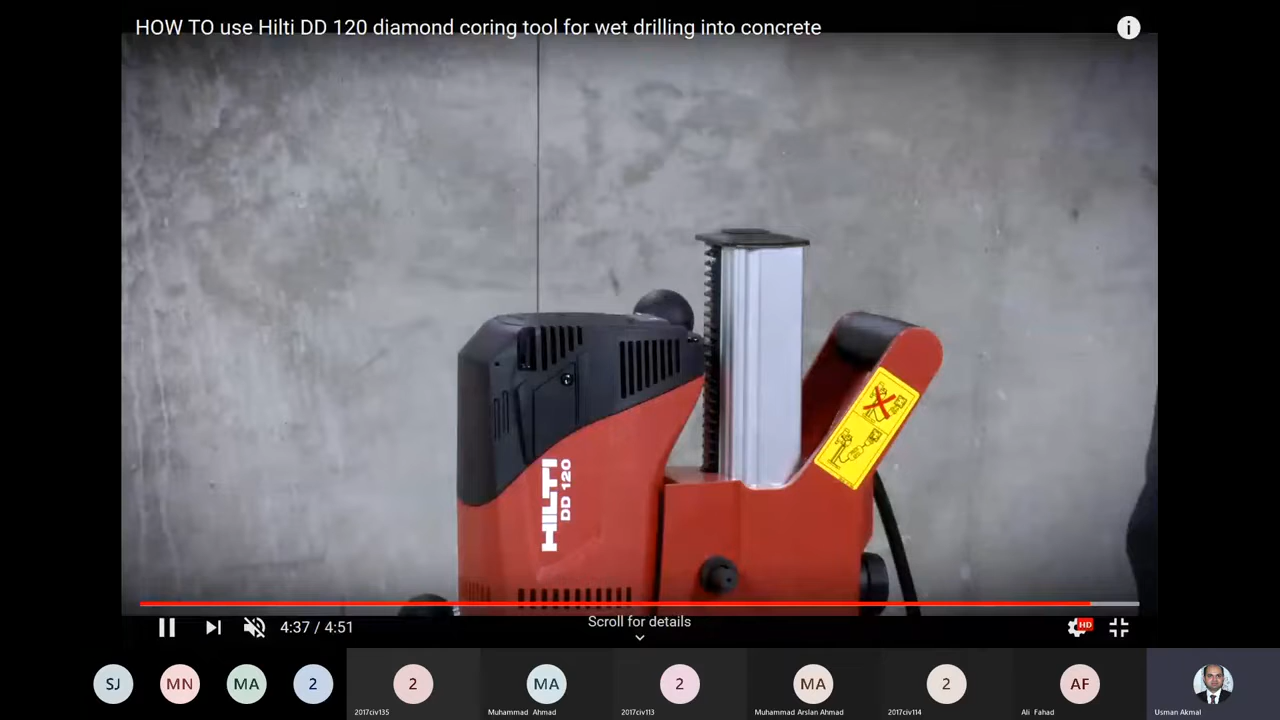 HOW TO use Hilti DD 120 diamond coring tool for wet drilling into concrete
HILTI
DD 120
4:37 / 4:51
HD
Scroll for details
SJ
MN
MA
2
2
2017civ135
MA
Muhammad Ahmad
2
2017civ113
MA
Muhammad Arslan Ahmad
2
2017civ114
AF
Ali Fahad
Usman Akmal